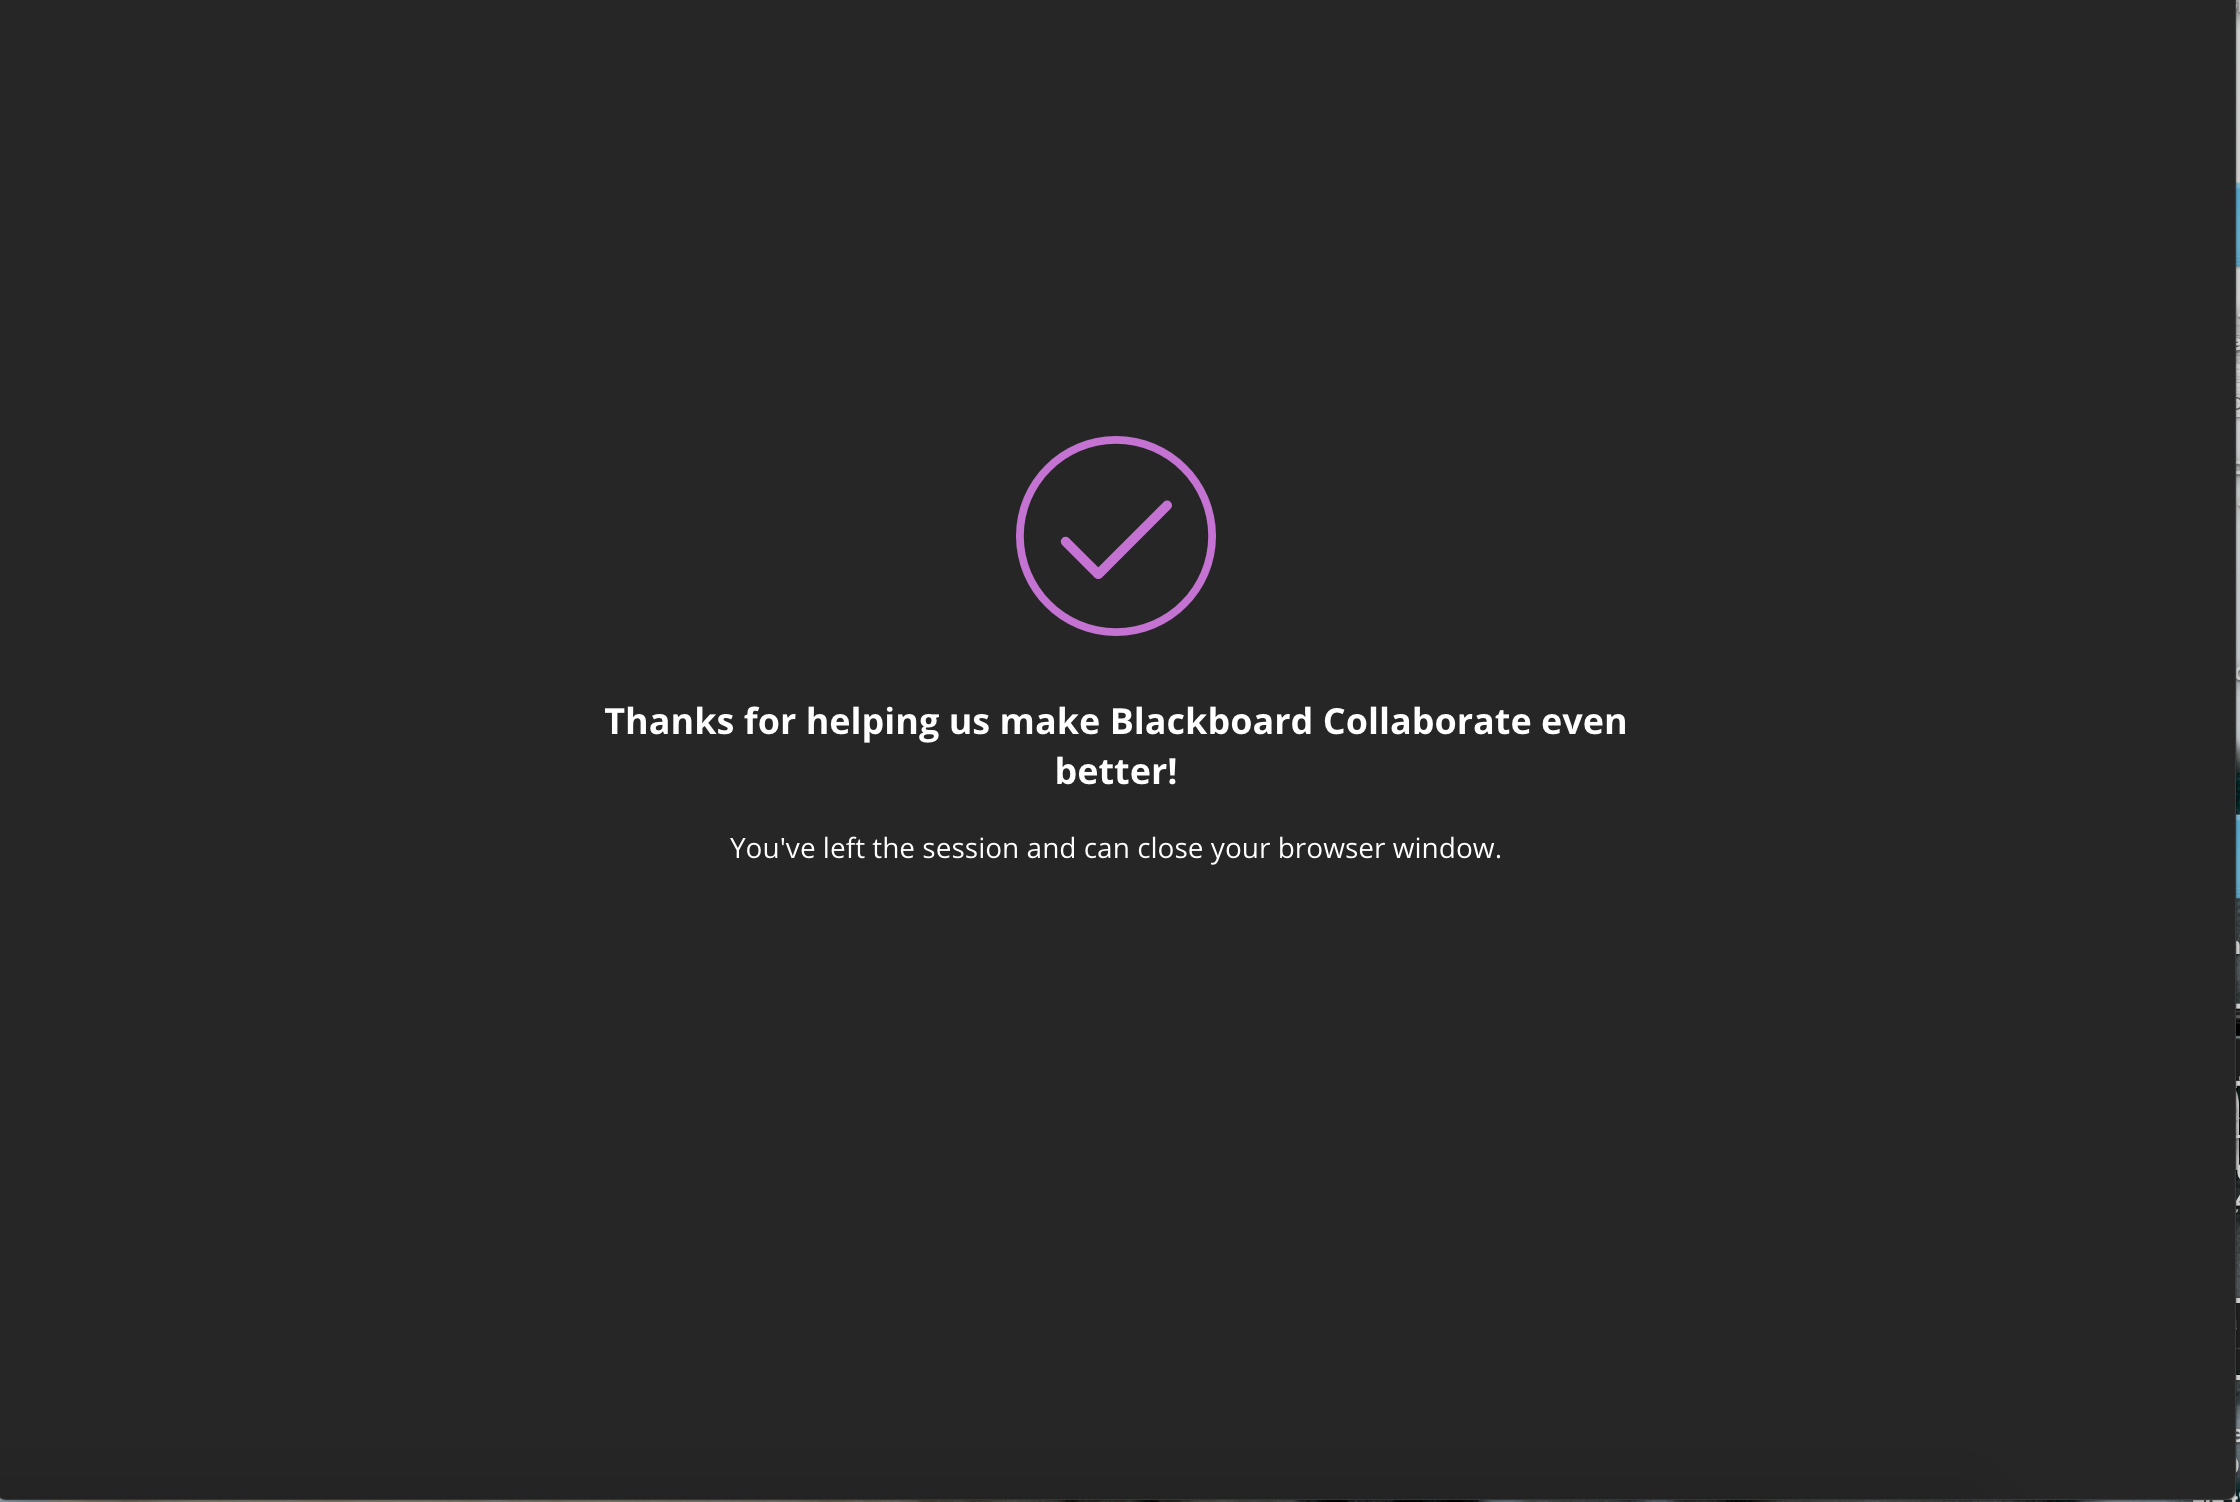 Thanks for helping us make Blackboard Collaborate even
better!
You've left the session and can close your browser window.